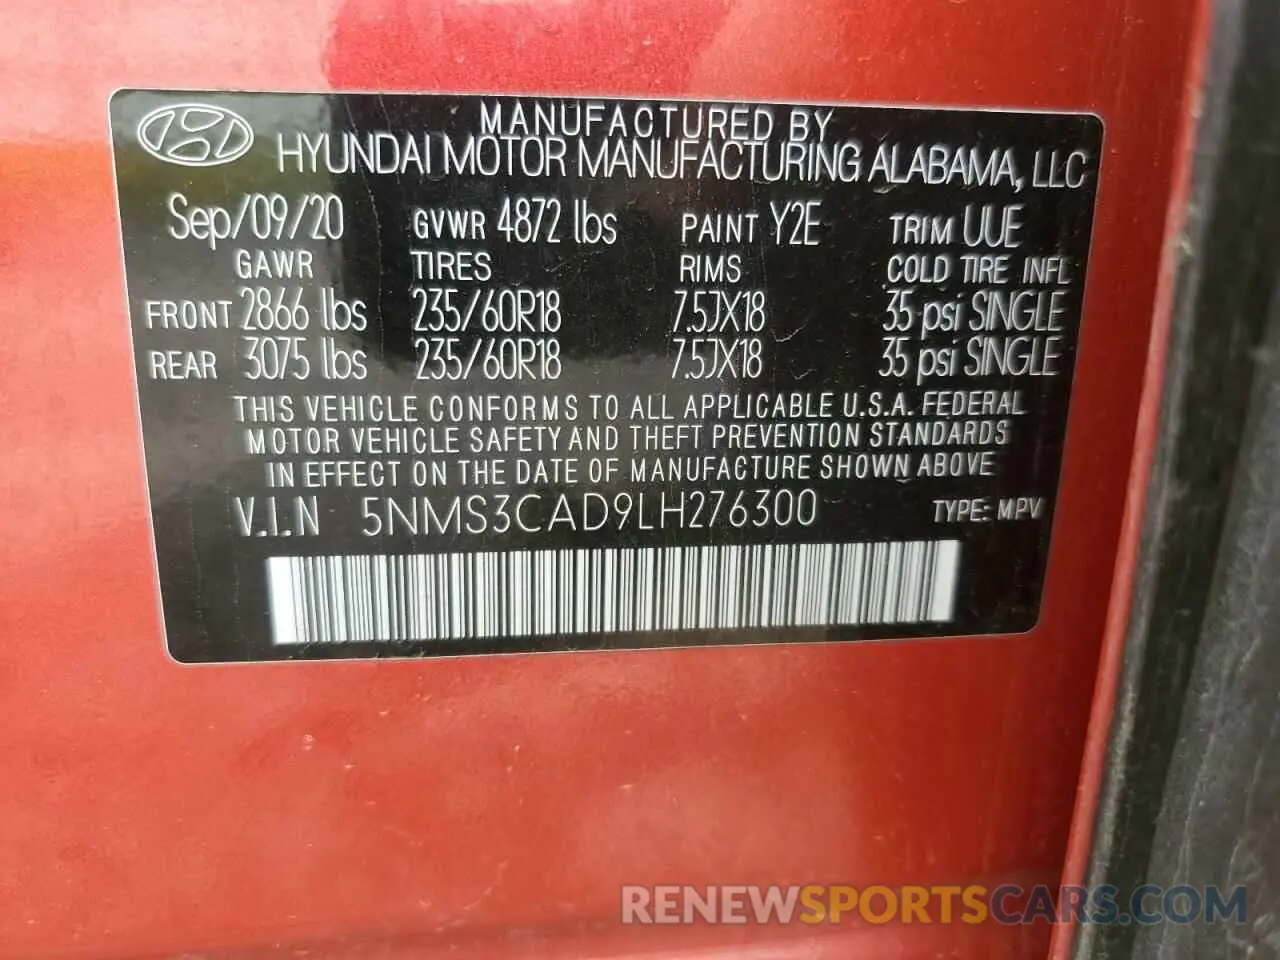 MANUFACTURED BY
HYUNDAI MOTOR MANUFACTURING ALABAMA, LLC
Sep/09/20 GVWR 4872 lbs PAINT Y2E TRIM UUE
GAWR TIRES RIMS COLD TIRE INFL
FRONT 2866 lbs 235/60R18 7.5JX18 35 psi SINGLE
REAR 3075 lbs 235/60R18 7.5JX18 35 psi SINGLE
THIS VEHICLE CONFORMS TO ALL APPLICABLE U.S.A. FEDERAL
MOTOR VEHICLE SAFETY AND THEFT PREVENTION STANDARDS
IN EFFECT ON THE DATE OF MANUFACTURE SHOWN ABOVE
V.I.N 5NMS3CAD9LH276300 TYPE: MPV
RENEWSPORTSCARS.COM